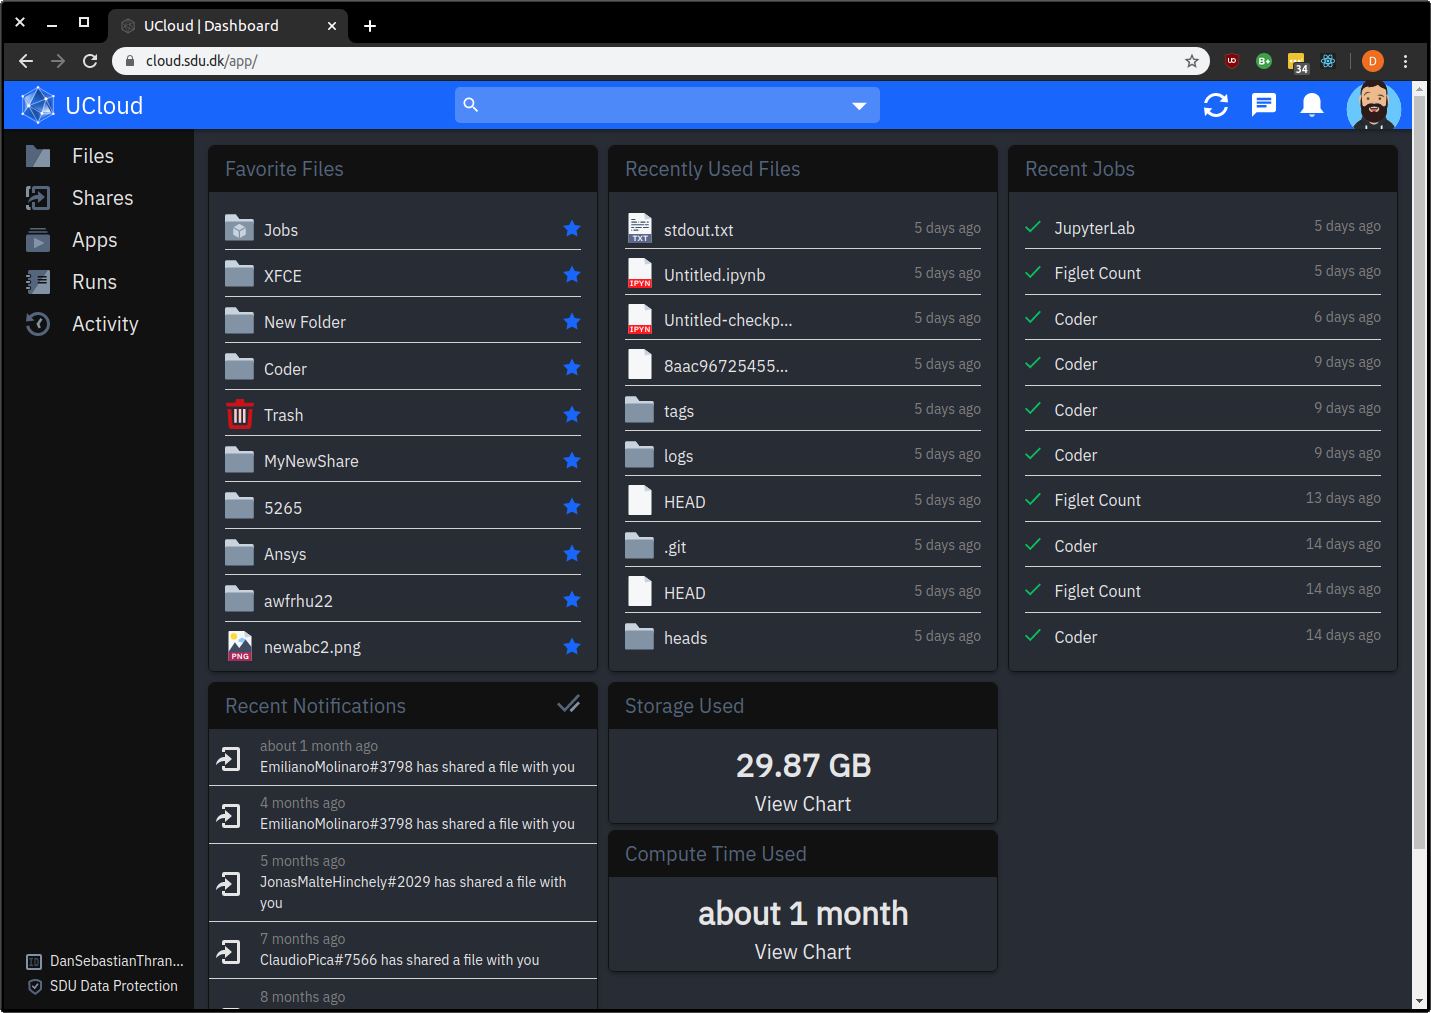 UCloud | Dashboard
cloud.sdu.dk/app/
UD
B+
34
D
UCloud
Files
Shares
Apps
Runs
Activity
DanSebastianThran...
SDU Data Protection
Favorite Files
Jobs
XFCE
New Folder
Coder
Trash
MyNewShare
5265
Ansys
awfrhu22
PNG
newabc2.png
Recently Used Files
TXT
stdout.txt 5 days ago
IPYN
Untitled.ipynb 5 days ago
IPYN
Untitled-checkp... 5 days ago
8aac96725455... 5 days ago
tags 5 days ago
logs 5 days ago
HEAD 5 days ago
.git 5 days ago
HEAD 5 days ago
heads 5 days ago
Recent Jobs
JupyterLab 5 days ago
Figlet Count 5 days ago
Coder 6 days ago
Coder 9 days ago
Coder 9 days ago
Coder 9 days ago
Figlet Count 13 days ago
Coder 14 days ago
Figlet Count 14 days ago
Coder 14 days ago
Recent Notifications
about 1 month ago
EmilianoMolinaro#3798 has shared a file with you
4 months ago
EmilianoMolinaro#3798 has shared a file with you
5 months ago
JonasMalteHinchely#2029 has shared a file with
you
7 months ago
ClaudioPica#7566 has shared a file with you
8 months ago
Storage Used
29.87 GB
View Chart
Compute Time Used
about 1 month
View Chart
ID